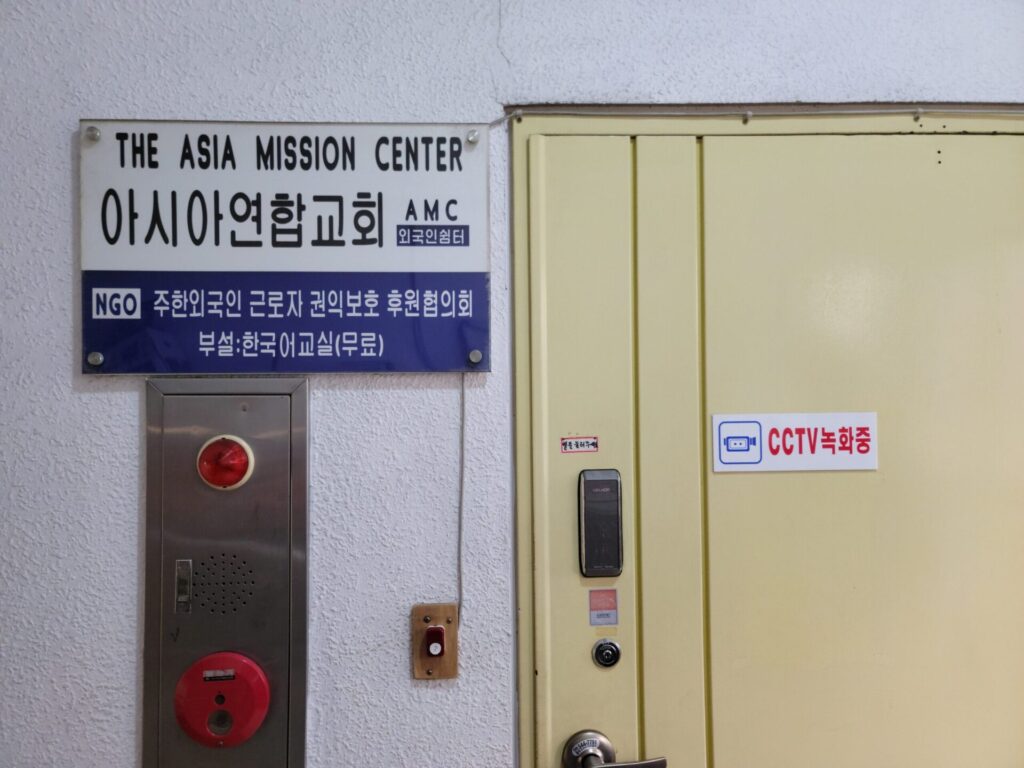 THE ASIA MISSION CENTER
아시아연합교회
AMC
외국인쉼터
NGO 주한외국인 근로자 권익보호 후원협의회
부설:한국어교실(무료)
CCTV녹화중